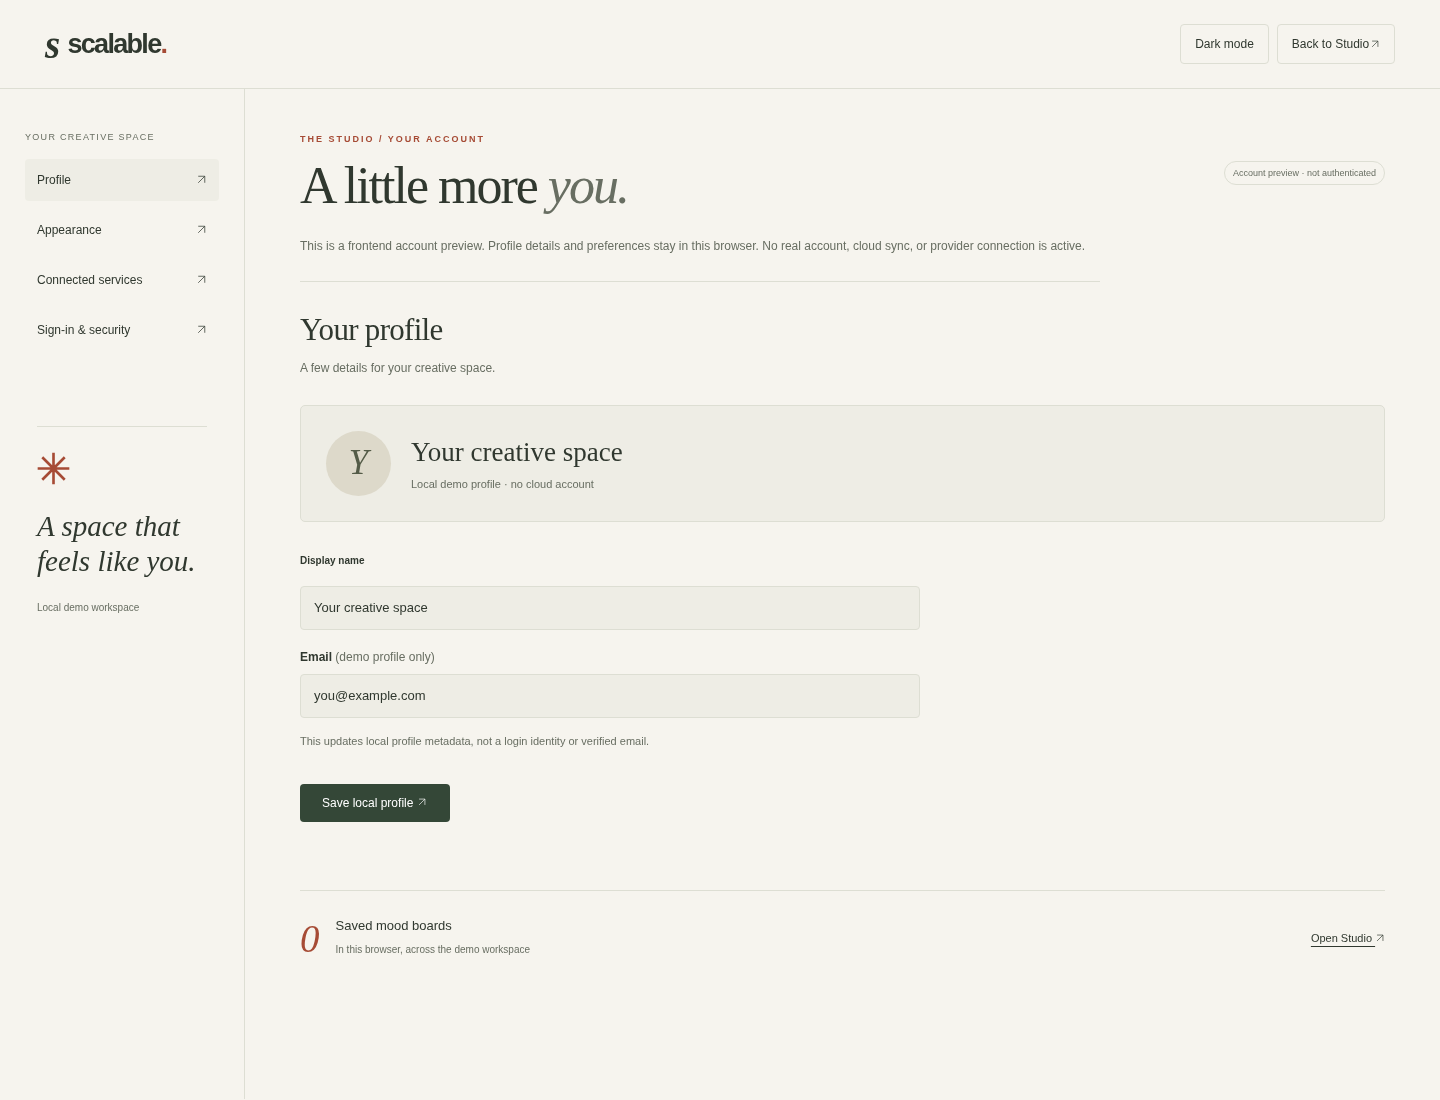 s scalable.
Dark mode
Back to Studio
YOUR CREATIVE SPACE
Profile
Appearance
Connected services
Sign-in & security
A space that
feels like you.
Local demo workspace
THE STUDIO / YOUR ACCOUNT
A little more you.
Account preview · not authenticated
This is a frontend account preview. Profile details and preferences stay in this browser. No real account, cloud sync, or provider connection is active.
Your profile
A few details for your creative space.
Y
Your creative space
Local demo profile · no cloud account
Display name
Your creative space
Email (demo profile only)
you@example.com
This updates local profile metadata, not a login identity or verified email.
Save local profile
0
Saved mood boards
In this browser, across the demo workspace
Open Studio